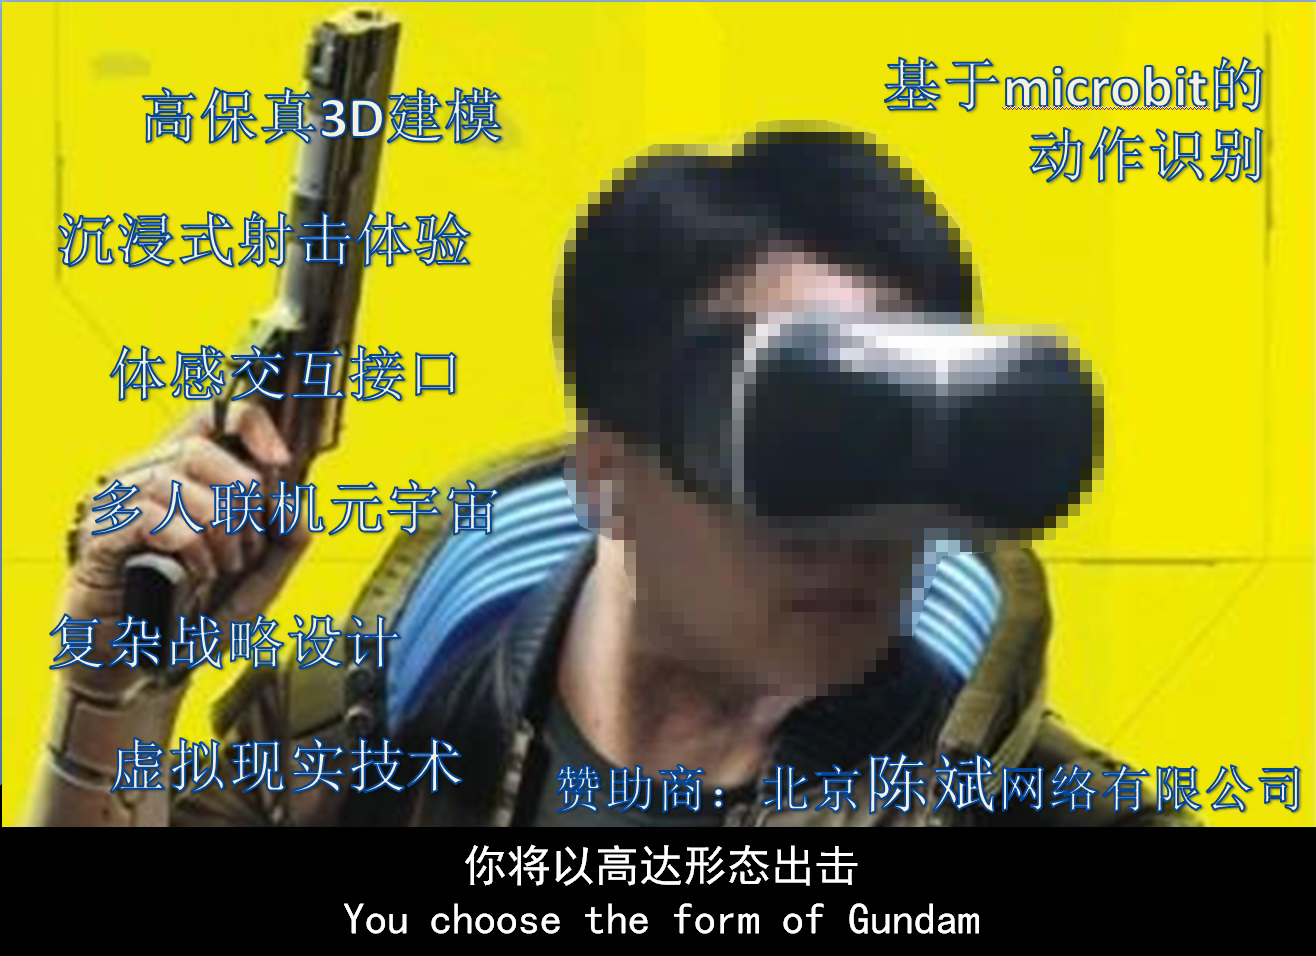 高保真3D建模
基于microbit的
动作识别
沉浸式射击体验
体感交互接口
多人联机元宇宙
复杂战略设计
虚拟现实技术
赞助商：北京陈斌网络有限公司
你将以高达形态出击
You choose the form of Gundam